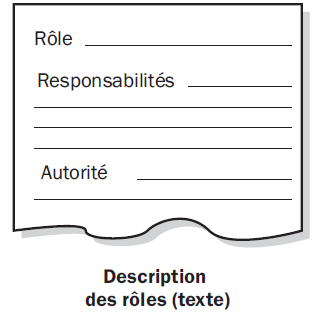 Rôle
Responsabilités
Autorité
Description
des rôles (texte)